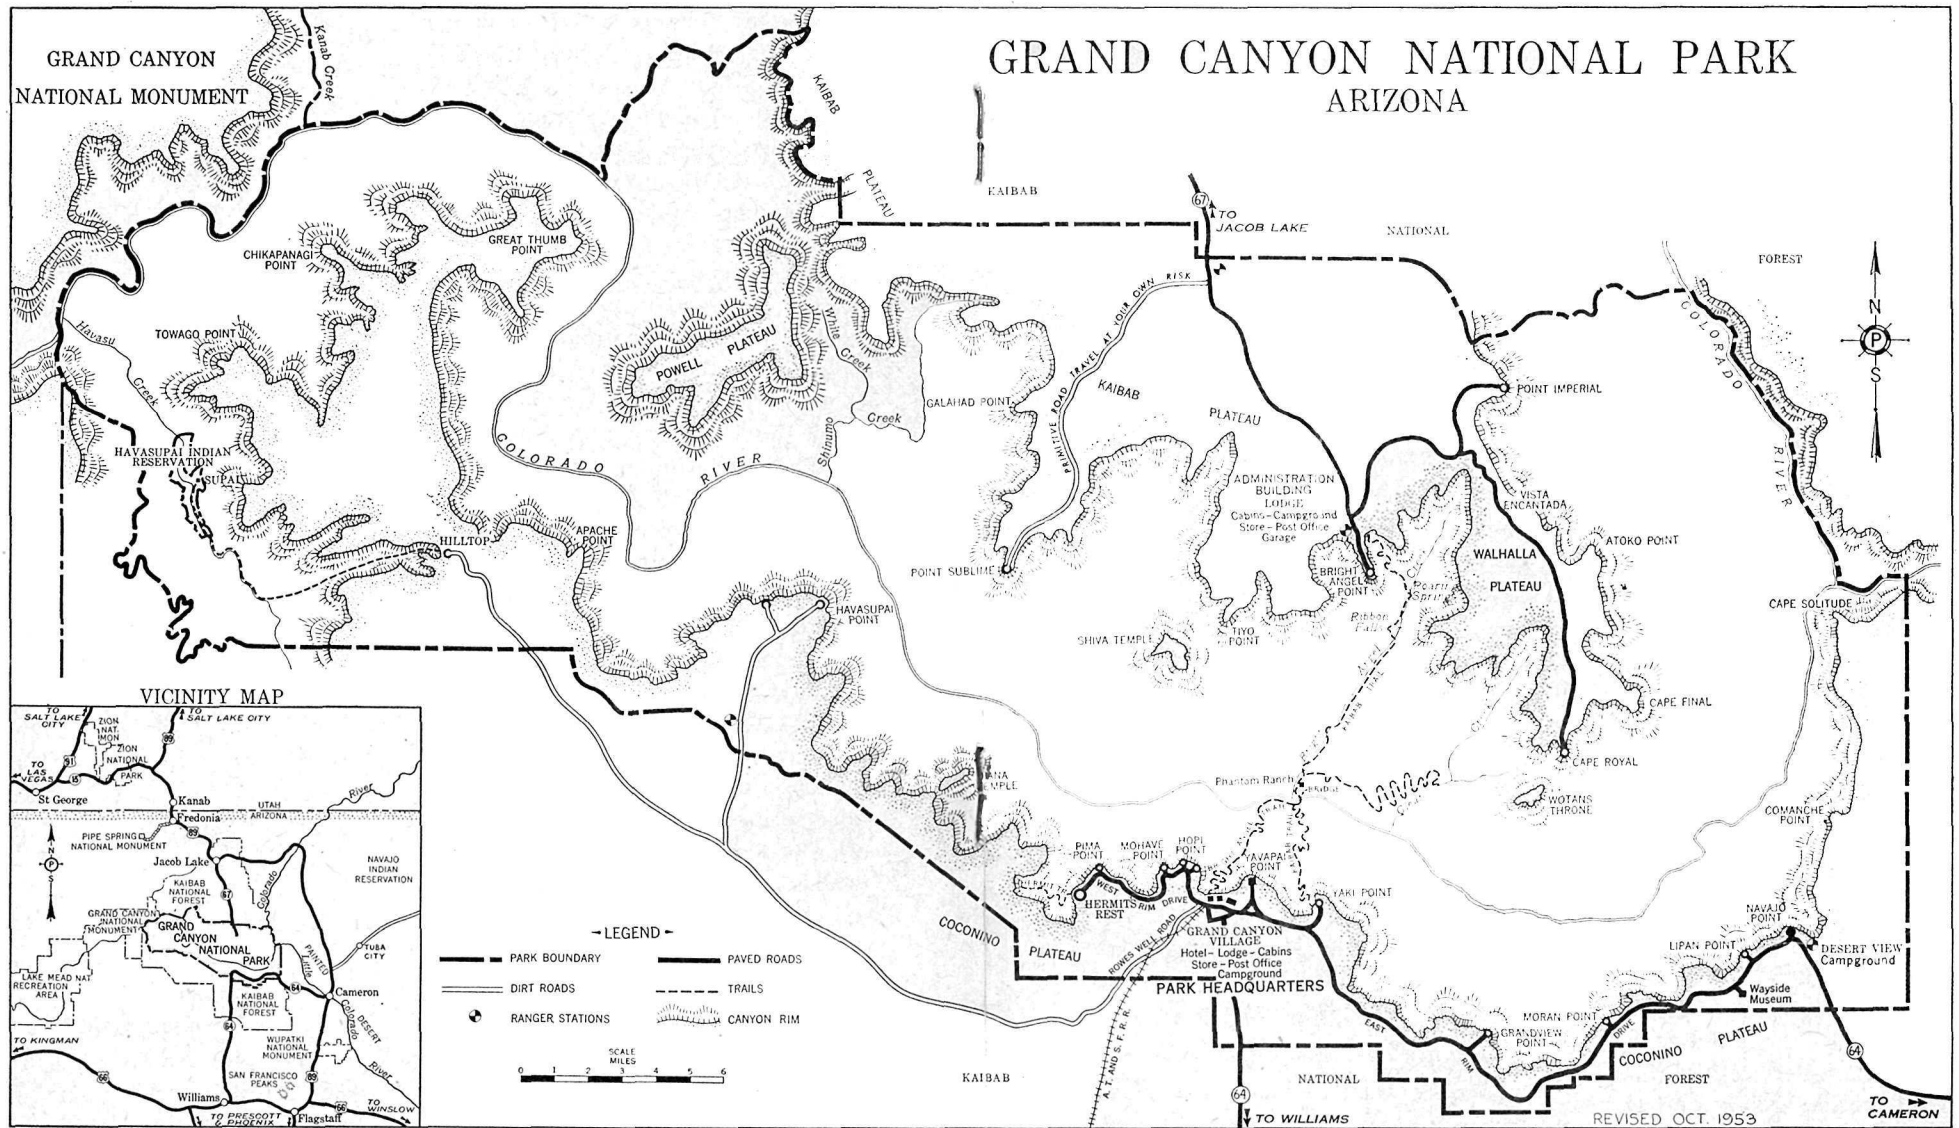 GRAND CANYON NATIONAL PARK
ARIZONA
GRAND CANYON
NATIONAL MONUMENT
Kanab Creek
KAIBAB
PLATEAU
KAIBAB
NATIONAL
FOREST
67
TO
JACOB LAKE
N
P
S
CHIKAPANAGI
POINT
GREAT THUMB
POINT
TOWAGO POINT
Havasu
Creek
HAVASUPAI INDIAN
RESERVATION
SUPAI
HILLTOP
APACHE
POINT
POWELL
PLATEAU
White
Creek
Shinumo
Creek
COLORADO
RIVER
GALAHAD POINT
PRIMITIVE ROAD TRAVEL AT YOUR OWN RISK
KAIBAB
PLATEAU
POINT IMPERIAL
COLORADO
RIVER
ADMINISTRATION
BUILDING
LODGE
Cabins-Campground
Store-Post Office
Garage
VISTA
ENCANTADA
ATOKO POINT
WALHALLA
PLATEAU
POINT SUBLIME
BRIGHT
ANGEL
POINT
Roaring
Springs
Ribbon
Falls
CAPE SOLITUDE
HAVASUPAI
POINT
SHIVA TEMPLE
TIYO
POINT
CAPE FINAL
CAPE ROYAL
WOTANS
THRONE
Phantom Ranch
BRIDGE
COMANCHE
POINT
PIMA
POINT
MOHAVE
POINT
HOPI
POINT
YAVAPAI
POINT
YAKI POINT
HERMITS
REST
WEST
RIM
DRIVE
NAVAJO
POINT
LIPAN POINT
DESERT VIEW
Campground
GRAND CANYON
VILLAGE
Hotel-Lodge-Cabins
Store-Post Office
Campground
PARK HEADQUARTERS
ROWES WELL ROAD
A. T. AND S. F. R. R.
COCONINO
PLATEAU
Wayside
Museum
MORAN POINT
GRANDVIEW
POINT
EAST
RIM
DRIVE
COCONINO
PLATEAU
KAIBAB
NATIONAL
FOREST
64
TO WILLIAMS
64
TO
CAMERON
REVISED OCT. 1953
LEGEND
PARK BOUNDARY
PAVED ROADS
DIRT ROADS
TRAILS
RANGER STATIONS
CANYON RIM
SCALE
MILES
0 1 2 3 4 5 6
VICINITY MAP
TO
SALT LAKE
CITY
TO
SALT LAKE CITY
ZION
NAT.
MON
ZION
NATIONAL
PARK
89
91
15
TO
LAS
VEGAS
St George
Kanab
UTAH
ARIZONA
Fredonia
PIPE SPRING
NATIONAL MONUMENT
89
N
P
S
Jacob Lake
River
NAVAJO
INDIAN
RESERVATION
KAIBAB
NATIONAL
FOREST
67
Colorado
GRAND CANYON
NATIONAL
MONUMENT
GRAND
CANYON
NATIONAL
PARK
PAINTED
DESERT
Little
Colorado
River
TUBA
CITY
LAKE MEAD NAT
RECREATION
AREA
64
Cameron
KAIBAB
NATIONAL
FOREST
64
WUPATKI
NATIONAL
MONUMENT
TO KINGMAN
SAN FRANCISCO
PEAKS
66
89
Williams
66
TO
WINSLOW
TO PRESCOTT
& PHOENIX
Flagstaff